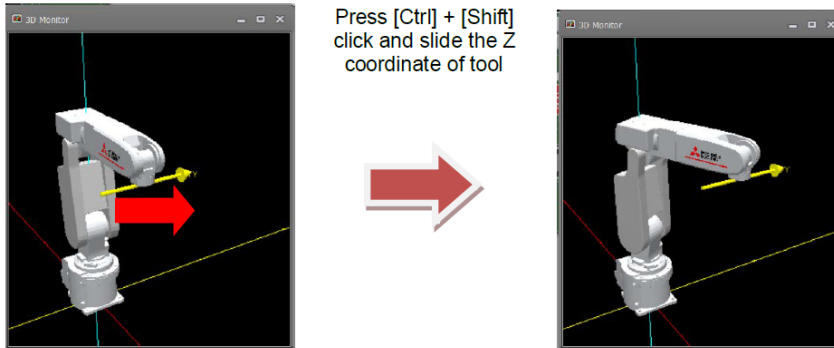 3D Monitor
Press [Ctrl] + [Shift]
click and slide the Z
coordinate of tool
3D Monitor
Y
Y